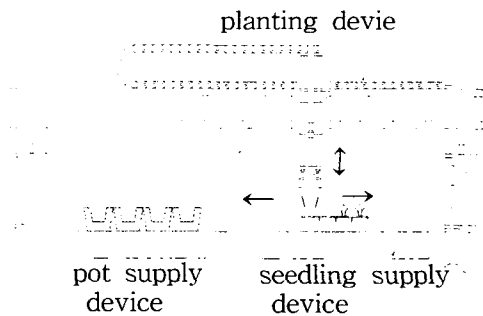 planting devie
pot supply
device
seedling supply
device